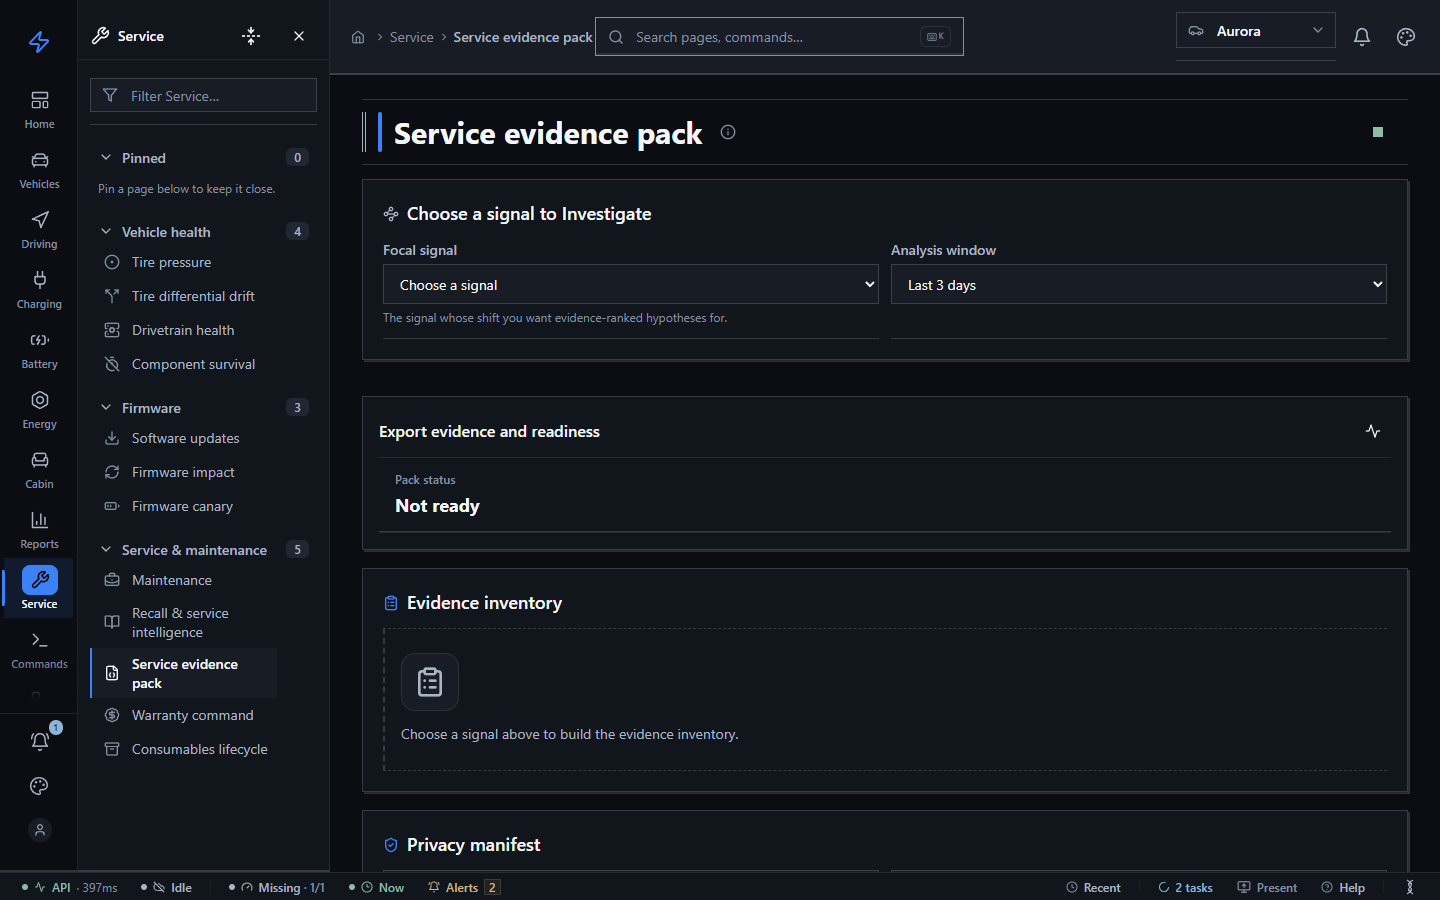 Service
Service
Service evidence pack
Search pages, commands...
K
Aurora
Home
Vehicles
Driving
Charging
Battery
Energy
Cabin
Reports
Service
Commands
1
Filter Service...
Pinned
0
Pin a page below to keep it close.
Vehicle health
4
Tire pressure
Tire differential drift
Drivetrain health
Component survival
Firmware
3
Software updates
Firmware impact
Firmware canary
Service & maintenance
5
Maintenance
Recall & service
intelligence
Service evidence
pack
Warranty command
Consumables lifecycle
Service evidence pack
Choose a signal to Investigate
Focal signal
Analysis window
Choose a signal
Last 3 days
The signal whose shift you want evidence-ranked hypotheses for.
Export evidence and readiness
Pack status
Not ready
Evidence inventory
Choose a signal above to build the evidence inventory.
Privacy manifest
API · 397ms
Idle
Missing · 1/1
Now
Alerts 2
Recent
2 tasks
Present
Help